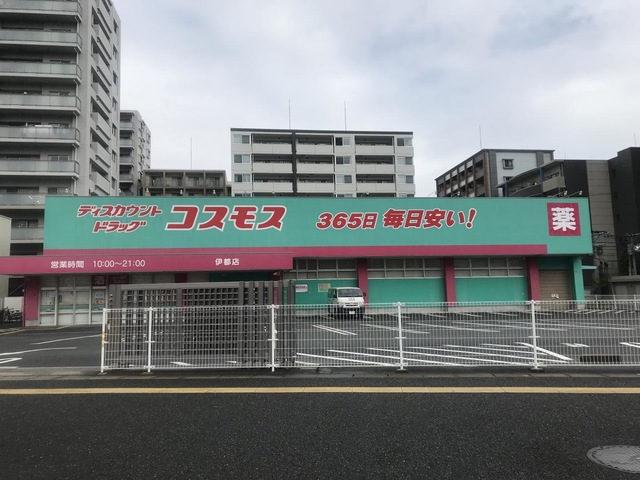 ディスカウント
ドラッグ
コスモス
365日 毎日安い!
薬
営業時間 10:00〜21:00
伊都店